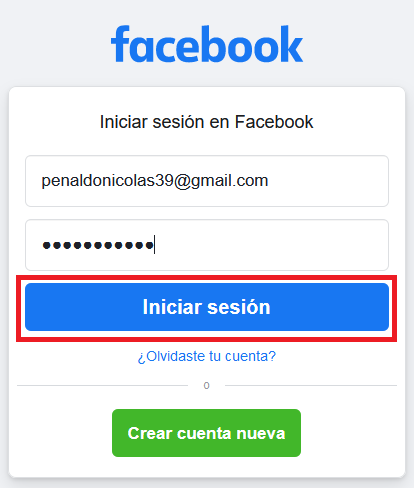 facebook
Iniciar sesión en Facebook
penaldonicolas39@gmail.com
●●●●●●●●●●●
Iniciar sesión
¿Olvidaste tu cuenta?
o
Crear cuenta nueva